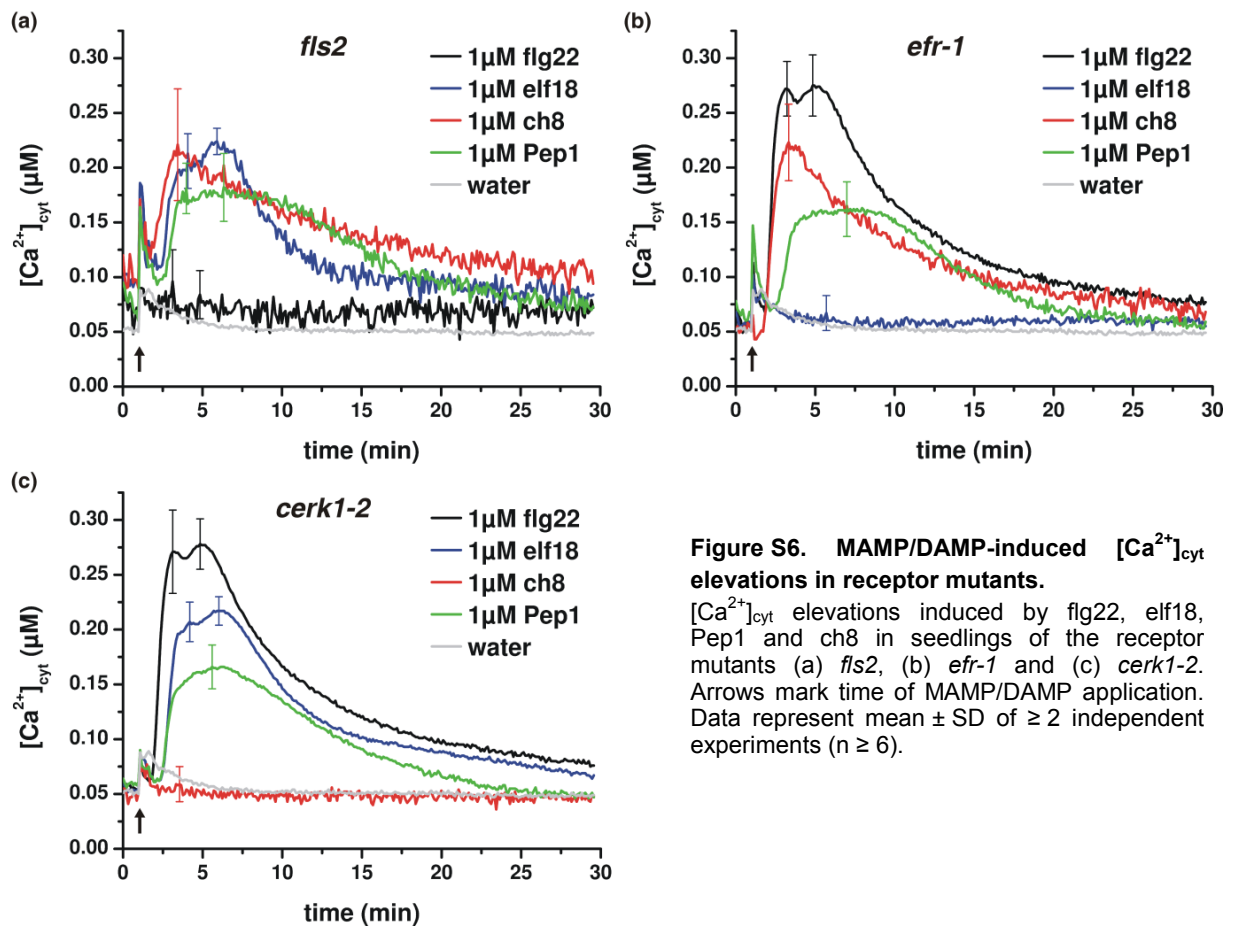 (a)
fls2
1µM flg22
1µM elf18
1µM ch8
1µM Pep1
water
[Ca²⁺]cyt (µM)
0.30
0.25
0.20
0.15
0.10
0.05
0.00
0 5 10 15 20 25 30
time (min)
(b)
efr-1
1µM flg22
1µM elf18
1µM ch8
1µM Pep1
water
[Ca²⁺]cyt (µM)
0.30
0.25
0.20
0.15
0.10
0.05
0.00
0 5 10 15 20 25 30
time (min)
(c)
cerk1-2
1µM flg22
1µM elf18
1µM ch8
1µM Pep1
water
[Ca²⁺]cyt (µM)
0.30
0.25
0.20
0.15
0.10
0.05
0.00
0 5 10 15 20 25 30
time (min)
Figure S6. MAMP/DAMP-induced [Ca²⁺]cyt
elevations in receptor mutants.
[Ca²⁺]cyt elevations induced by flg22, elf18,
Pep1 and ch8 in seedlings of the receptor
mutants (a) fls2, (b) efr-1 and (c) cerk1-2.
Arrows mark time of MAMP/DAMP application.
Data represent mean ± SD of ≥ 2 independent
experiments (n ≥ 6).